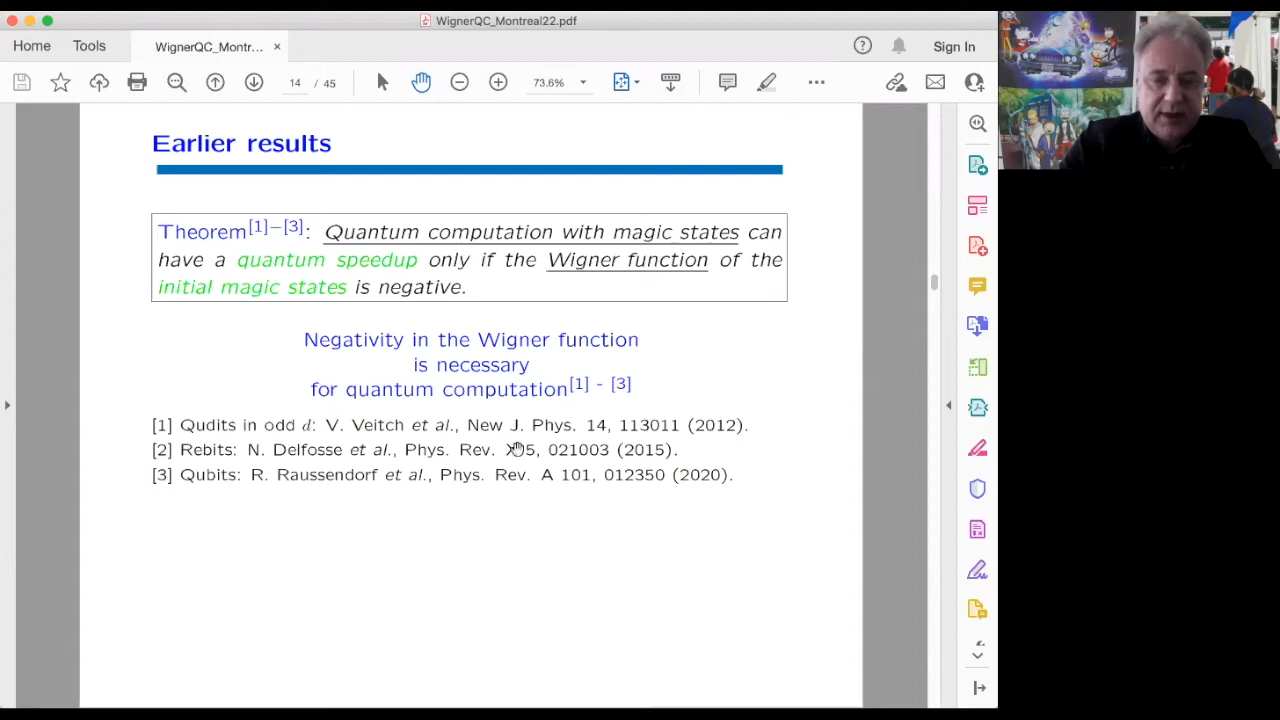 WignerQC_Montreal22.pdf
Home Tools WignerQC_Montr... × Sign In
14 / 45 73.6%
Earlier results
Theorem[1]−[3]: Quantum computation with magic states can
have a quantum speedup only if the Wigner function of the
initial magic states is negative.
Negativity in the Wigner function
is necessary
for quantum computation[1] - [3]
[1] Qudits in odd d: V. Veitch et al., New J. Phys. 14, 113011 (2012).
[2] Rebits: N. Delfosse et al., Phys. Rev. X 5, 021003 (2015).
[3] Qubits: R. Raussendorf et al., Phys. Rev. A 101, 012350 (2020).